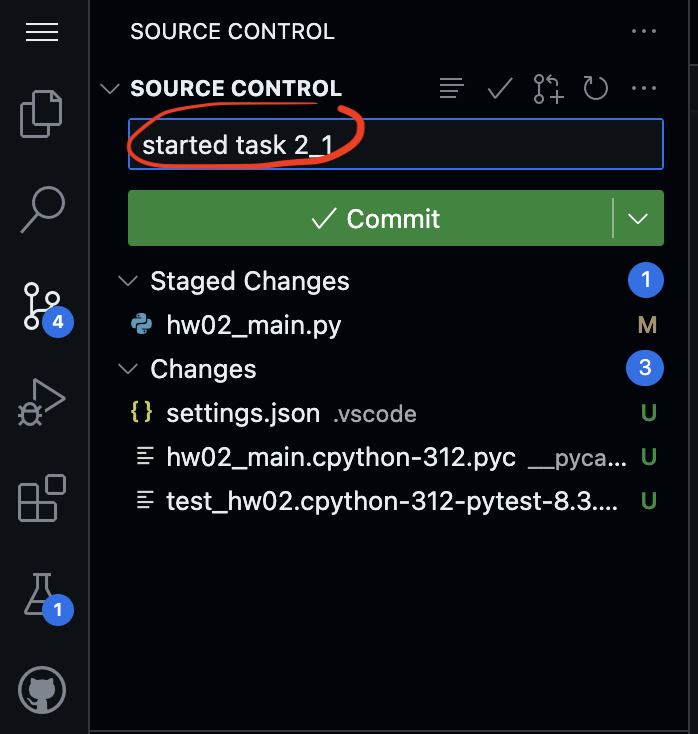 SOURCE CONTROL
SOURCE CONTROL
started task 2_1
Commit
Staged Changes 1
hw02_main.py M
Changes 3
settings.json .vscode U
4
hw02_main.cpython-312.pyc __pyca... U
test_hw02.cpython-312-pytest-8.3.... U
1